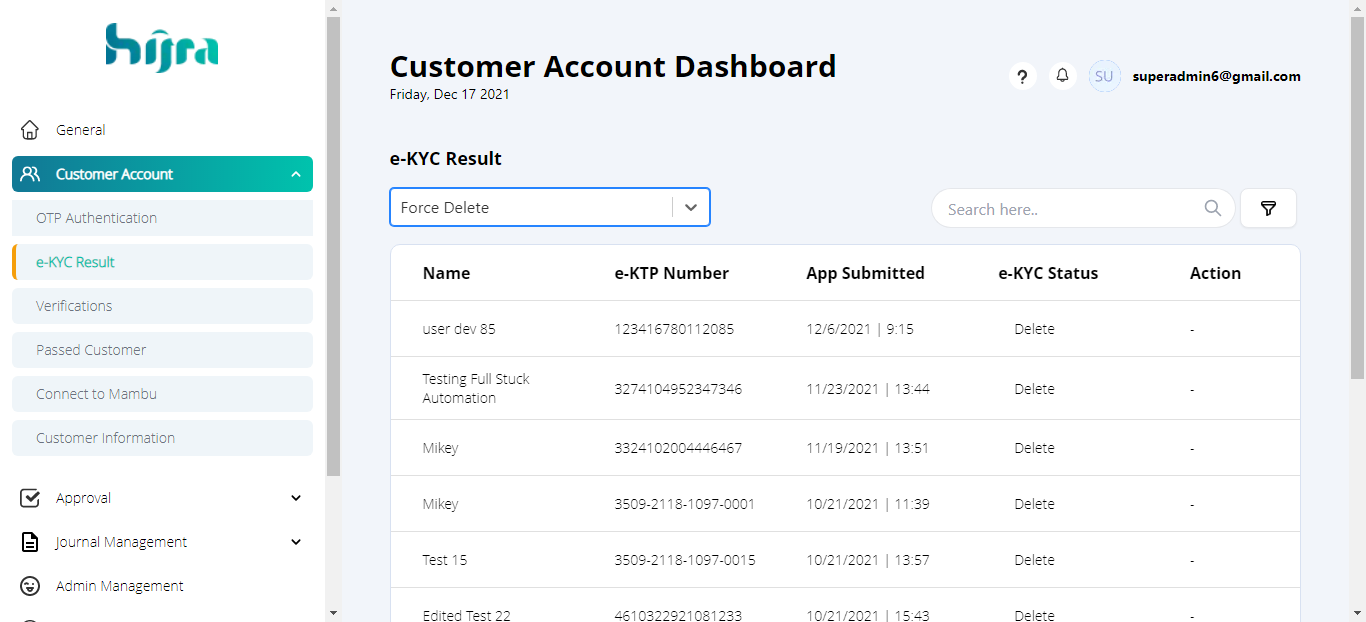 hijra
General
Customer Account
OTP Authentication
e-KYC Result
Verifications
Passed Customer
Connect to Mambu
Customer Information
Approval
Journal Management
Admin Management
Customer Account Dashboard
Friday, Dec 17 2021
? SU superadmin6@gmail.com
e-KYC Result
Force Delete
Search here..
Name e-KTP Number App Submitted e-KYC Status Action
user dev 85 123416780112085 12/6/2021 | 9:15 Delete -
Testing Full Stuck
Automation 3274104952347346 11/23/2021 | 13:44 Delete -
Mikey 3324102004446467 11/19/2021 | 13:51 Delete -
Mikey 3509-2118-1097-0001 10/21/2021 | 11:39 Delete -
Test 15 3509-2118-1097-0015 10/21/2021 | 13:57 Delete -
Edited Test 22 4610322921081233 10/21/2021 | 15:43 Delete -